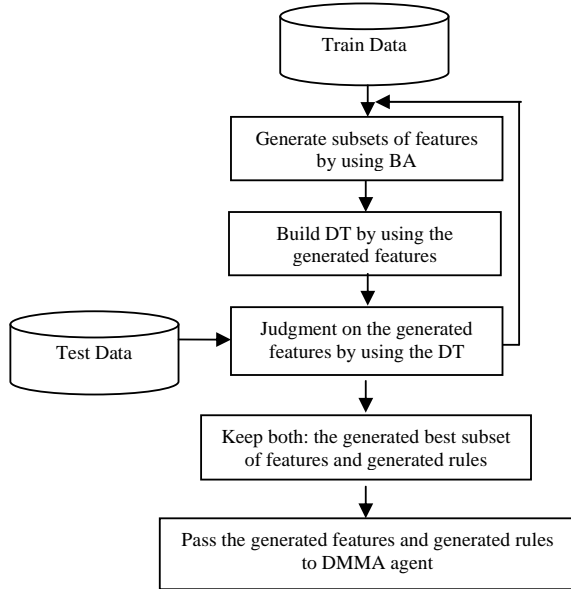 Train Data
Generate subsets of features
by using BA
Build DT by using the
generated features
Judgment on the generated
features by using the DT
Test Data
Keep both: the generated best subset
of features and generated rules
Pass the generated features and generated rules
to DMMA agent